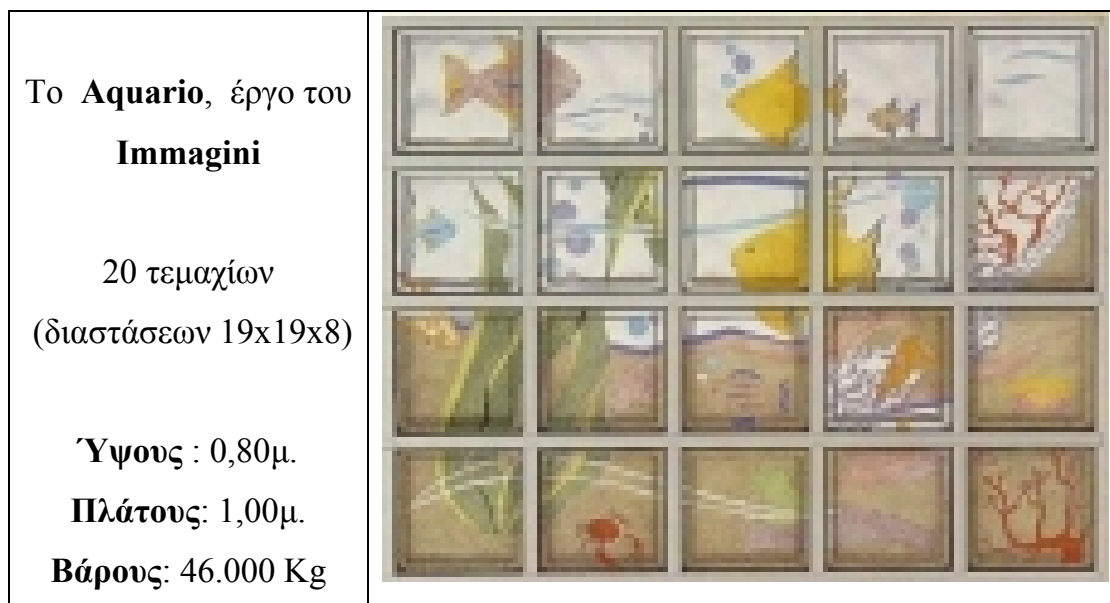 Το Aquario, έργο του
Immagini
20 τεμαχίων
(διαστάσεων 19x19x8)
Ύψους : 0,80μ.
Πλάτους: 1,00μ.
Βάρους: 46.000 Kg